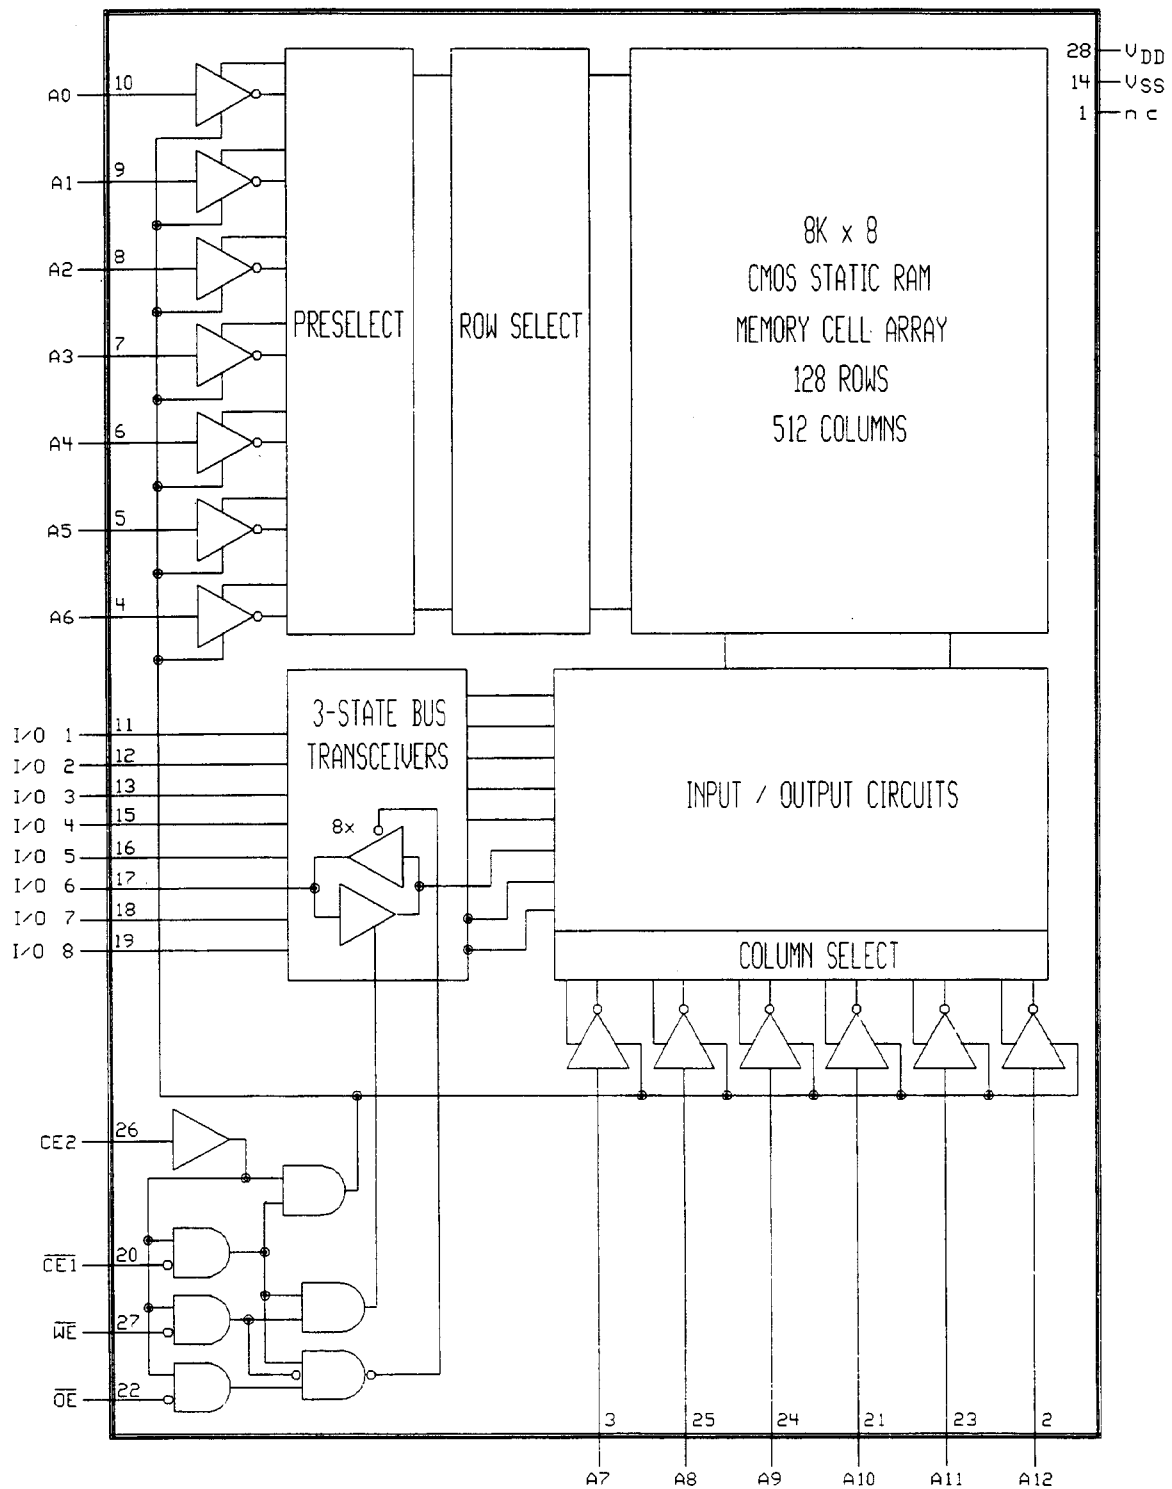 28 VDD
14 VSS
1 nc
A0 10
A1 9
A2 8
A3 7
A4 6
A5 5
A6 4
PRESELECT
ROW SELECT
8K x 8
CMOS STATIC RAM
MEMORY CELL ARRAY
128 ROWS
512 COLUMNS
I/O 1 11
I/O 2 12
I/O 3 13
I/O 4 15
I/O 5 16
I/O 6 17
I/O 7 18
I/O 8 19
3-STATE BUS
TRANSCEIVERS
8x
INPUT / OUTPUT CIRCUITS
COLUMN SELECT
CE2 26
C̅E̅1̅ 20
W̅E̅ 27
O̅E̅ 22
3 25 24 21 23 2
A7 A8 A9 A10 A11 A12